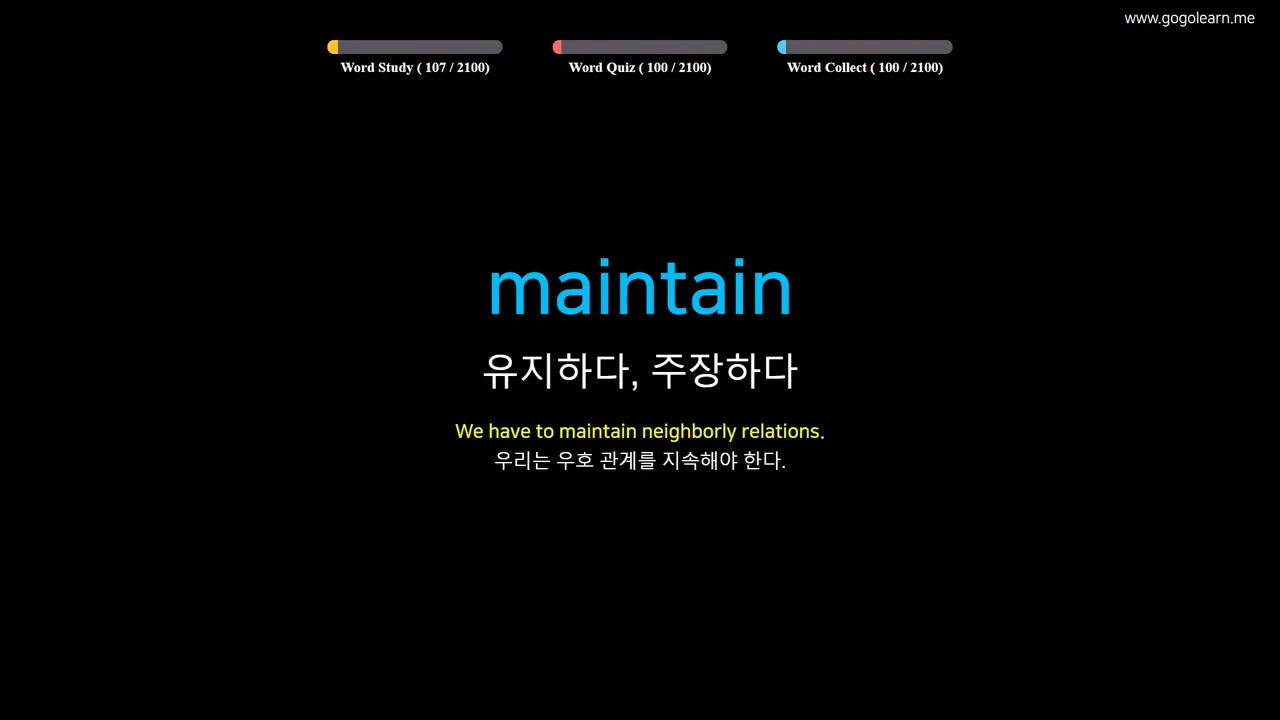 www.gogolearn.me
Word Study ( 107 / 2100)
Word Quiz ( 100 / 2100)
Word Collect ( 100 / 2100)
maintain
유지하다, 주장하다
We have to maintain neighborly relations.
우리는 우호 관계를 지속해야 한다.